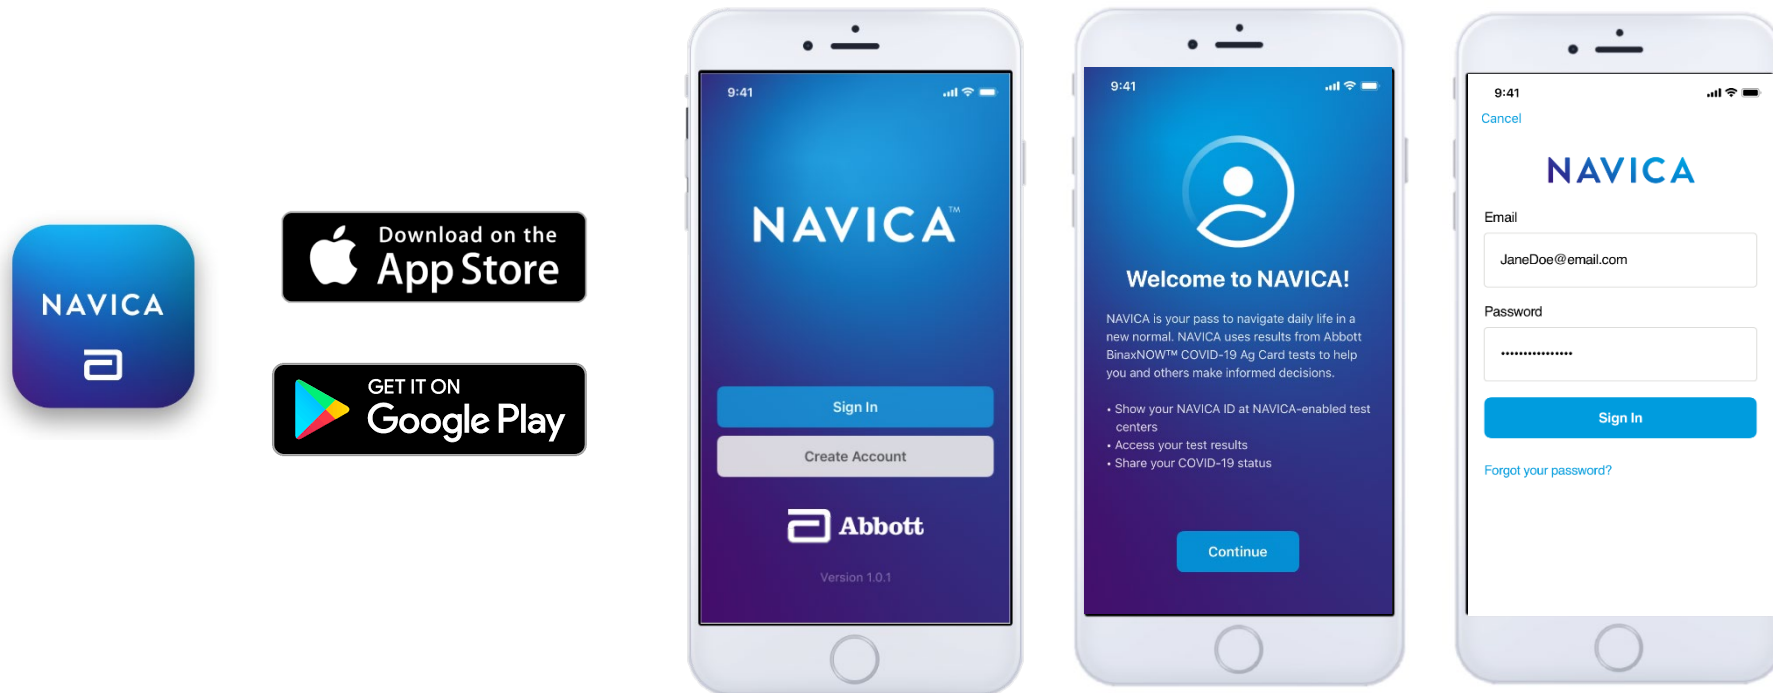 NAVICA
Download on the
App Store
GET IT ON
Google Play
9:41
NAVICA™
Sign In
Create Account
Abbott
Version 1.0.1
9:41
Welcome to NAVICA!
NAVICA is your pass to navigate daily life in a
new normal. NAVICA uses results from Abbott
BinaxNOW™ COVID-19 Ag Card tests to help
you and others make informed decisions.
• Show your NAVICA ID at NAVICA-enabled test
centers
• Access your test results
• Share your COVID-19 status
Continue
9:41
Cancel
NAVICA
Email
JaneDoe@email.com
Password
••••••••••••••••
Sign In
Forgot your password?